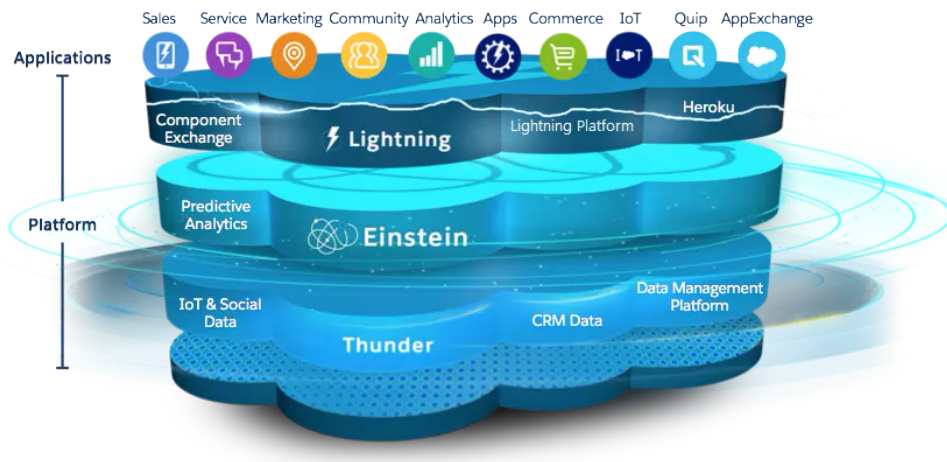 Sales Service Marketing Community Analytics Apps Commerce IoT Quip AppExchange
Applications
I T
Q
Component
Exchange
Lightning
Lightning Platform
Heroku
Platform
Predictive
Analytics
Einstein
IoT & Social
Data
Thunder
CRM Data
Data Management
Platform